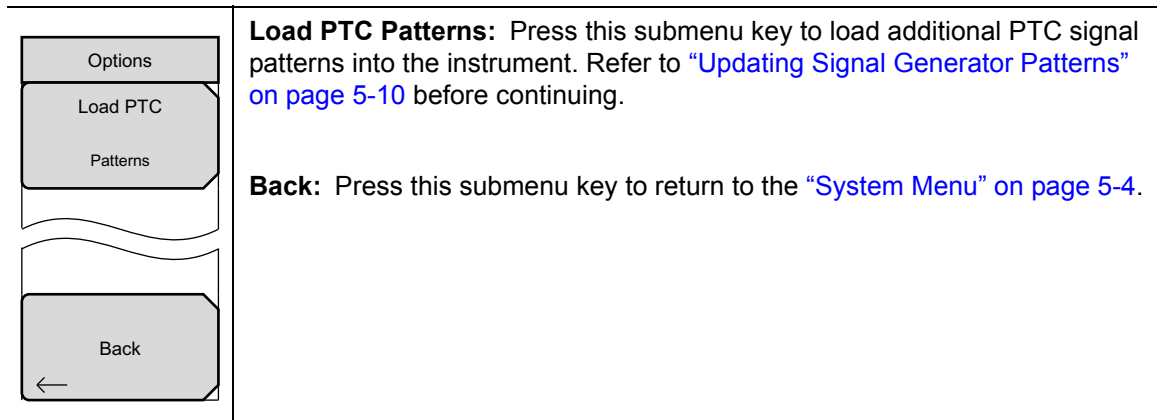 Options
Load PTC
Patterns
Back
Load PTC Patterns: Press this submenu key to load additional PTC signal
patterns into the instrument. Refer to “Updating Signal Generator Patterns”
on page 5-10 before continuing.
Back: Press this submenu key to return to the “System Menu” on page 5-4.